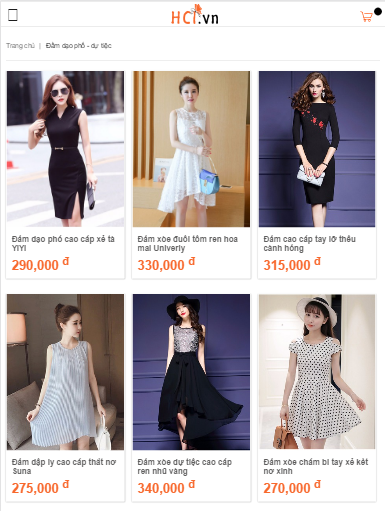 HCI.vn
Trang chủ | Đầm dạo phố - dự tiệc
Đầm dạo phố cao cấp xẻ tà
YIYI
290,000 đ
Đầm xòe đuôi tôm ren hoa
mai Univerly
330,000 đ
Đầm cao cấp tay lỡ thêu
cành hồng
315,000 đ
Đầm dập ly cao cấp thắt nơ
Suna
275,000 đ
Đầm xòe dự tiệc cao cấp
ren nhũ vàng
340,000 đ
Đầm xòe chấm bi tay xẻ kết
nơ xinh
270,000 đ